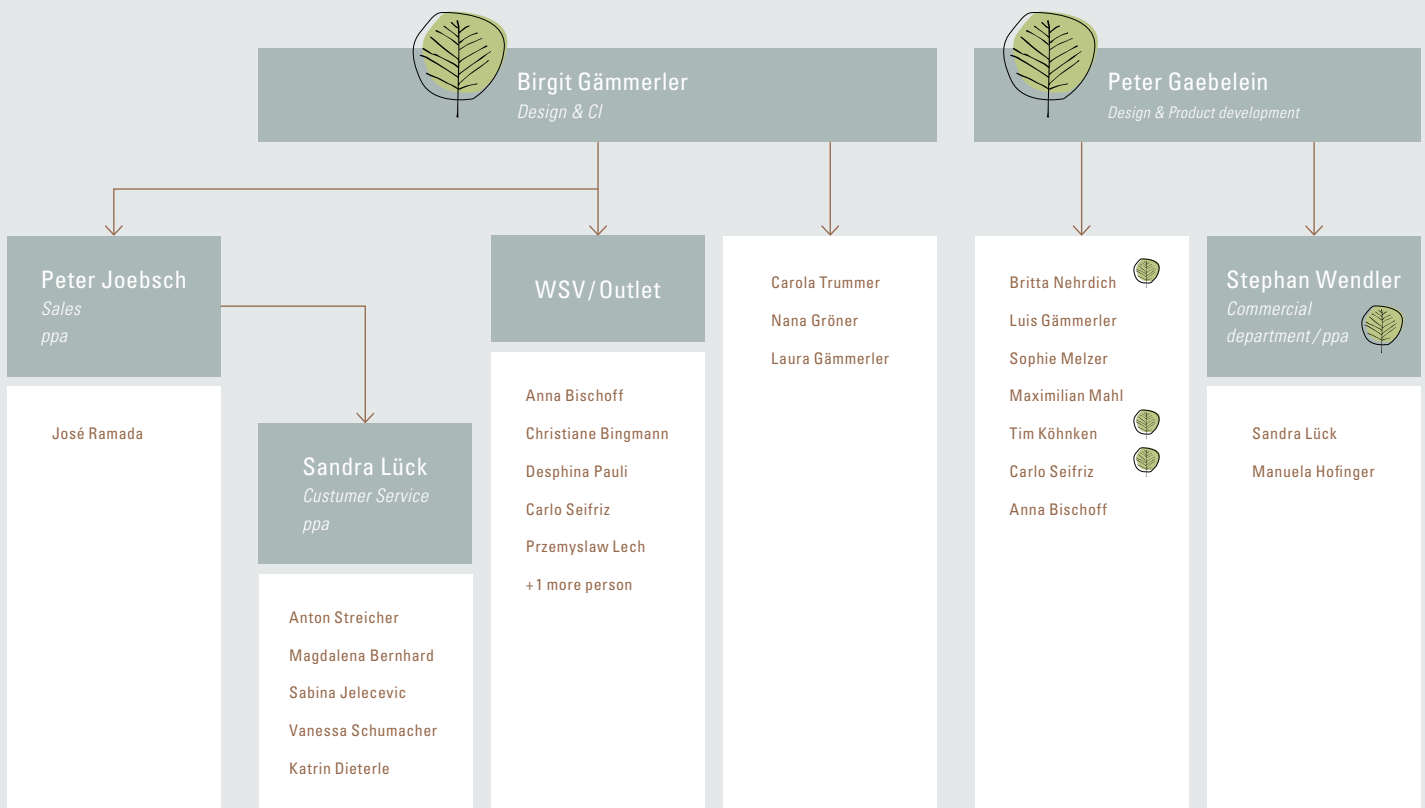 Birgit Gämmerler
Design & CI
Peter Gaebelein
Design & Product development
Peter Joebsch
Sales
ppa
José Ramada
Sandra Lück
Custumer Service
ppa
Anton Streicher
Magdalena Bernhard
Sabina Jelecevic
Vanessa Schumacher
Katrin Dieterle
WSV/Outlet
Anna Bischoff
Christiane Bingmann
Desphina Pauli
Carlo Seifriz
Przemyslaw Lech
+1 more person
Carola Trummer
Nana Gröner
Laura Gämmerler
Britta Nehrdich
Luis Gämmerler
Sophie Melzer
Maximilian Mahl
Tim Köhnken
Carlo Seifriz
Anna Bischoff
Stephan Wendler
Commercial
department/ppa
Sandra Lück
Manuela Hofinger